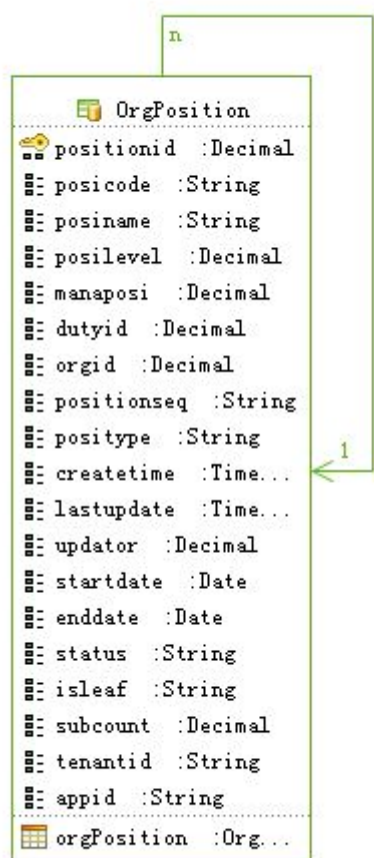 n
OrgPosition
positionid :Decimal
posicode :String
posiname :String
posilevel :Decimal
manaposi :Decimal
dutyid :Decimal
orgid :Decimal
positionseq :String
positype :String
1
createtime :Time...
lastupdate :Time...
updator :Decimal
startdate :Date
enddate :Date
status :String
isleaf :String
subcount :Decimal
tenantid :String
appid :String
orgPosition :Org...